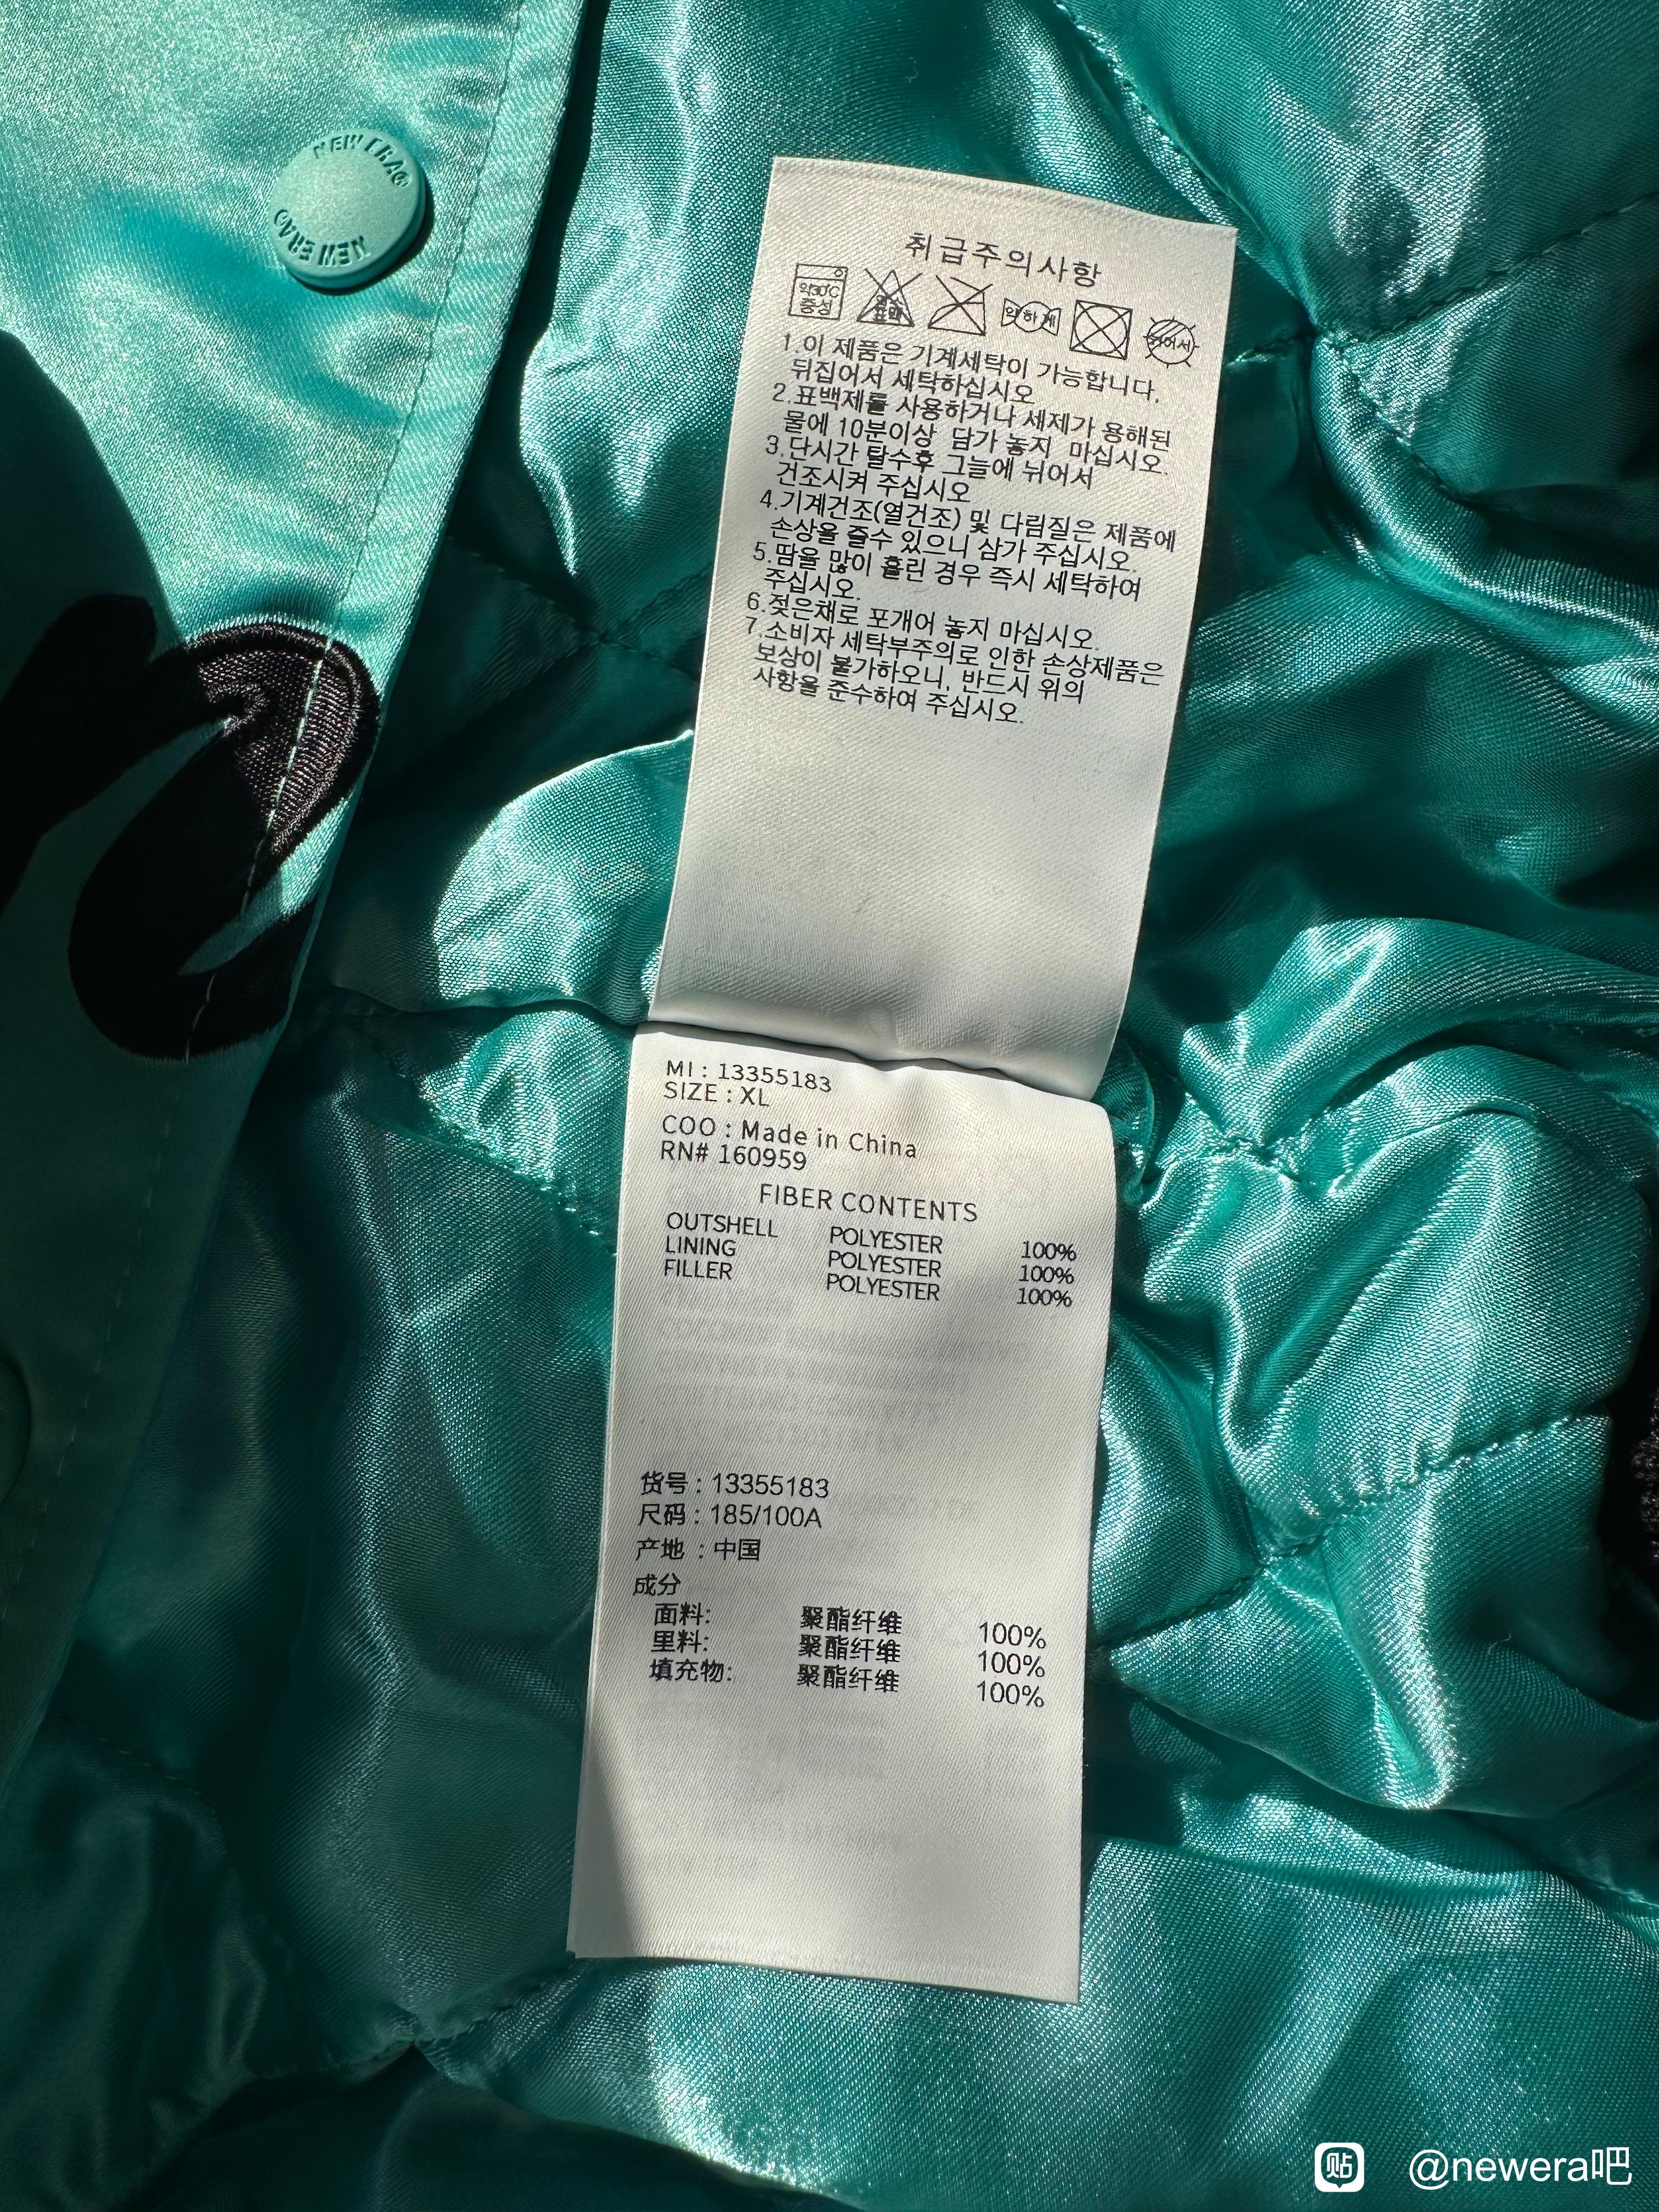 NEW ERA
NEW ERA
취급주의사항
약30℃
중성
염소
표백
약하게
뉘어서
1.이 제품은 기계세탁이 가능합니다.
뒤집어서 세탁하십시오
2.표백제를 사용하거나 세제가 용해된
물에 10분이상 담가 놓지 마십시오.
3.단시간 탈수후 그늘에 뉘어서
건조시켜 주십시오
4.기계건조(열건조) 및 다림질은 제품에
손상을 줄수 있으니 삼가 주십시오.
5.땀을 많이 흘린 경우 즉시 세탁하여
주십시오.
6.젖은채로 포개어 놓지 마십시오.
7.소비자 세탁부주의로 인한 손상제품은
보상이 불가하오니, 반드시 위의
사항을 준수하여 주십시오.
MI : 13355183
SIZE : XL
COO : Made in China
RN# 160959
FIBER CONTENTS
OUTSHELL POLYESTER 100%
LINING POLYESTER 100%
FILLER POLYESTER 100%
货号 : 13355183
尺码 : 185/100A
产地 : 中国
成分
面料: 聚酯纤维 100%
里料: 聚酯纤维 100%
填充物: 聚酯纤维 100%
贴 @newera吧